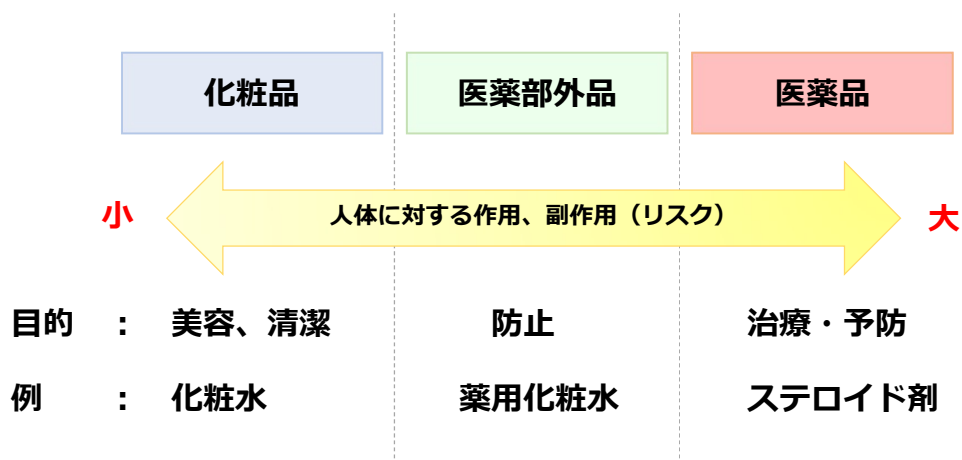 化粧品 医薬部外品 医薬品
小 人体に対する作用、副作用（リスク） 大
目的 : 美容、清潔 防止 治療・予防
例 : 化粧水 薬用化粧水 ステロイド剤